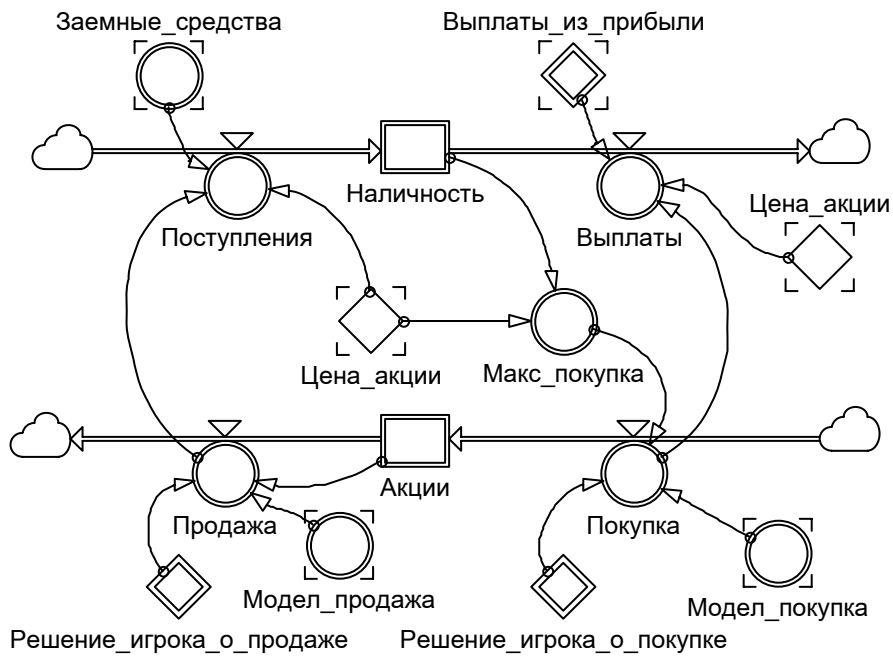 Заемные_средства
Выплаты_из_прибыли
Наличность
Цена_акции
Поступления
Выплаты
Цена_акции
Макс_покупка
Акции
Продажа
Покупка
Модел_продажа
Модел_покупка
Решение_игрока_о_продаже
Решение_игрока_о_покупке